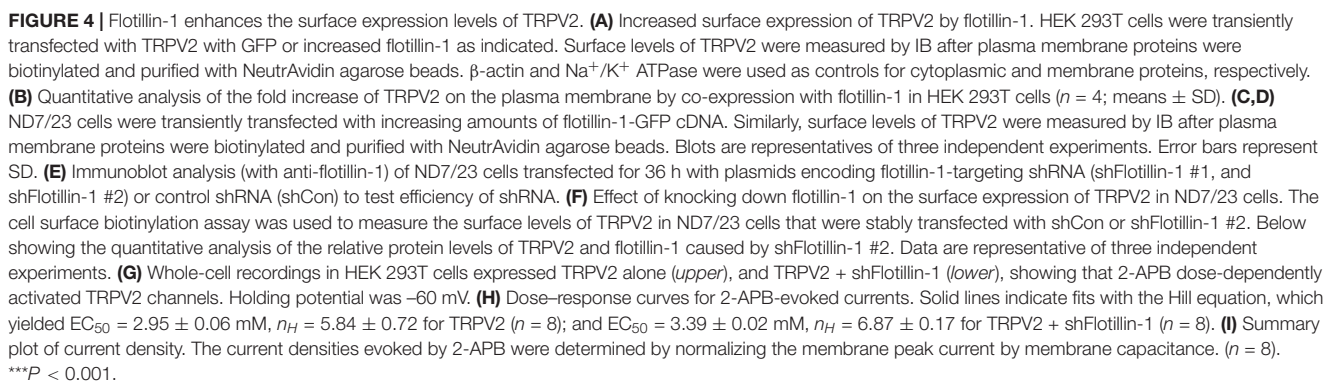 FIGURE 4 | Flotillin-1 enhances the surface expression levels of TRPV2. (A) Increased surface expression of TRPV2 by flotillin-1. HEK 293T cells were transiently
transfected with TRPV2 with GFP or increased flotillin-1 as indicated. Surface levels of TRPV2 were measured by IB after plasma membrane proteins were
biotinylated and purified with NeutrAvidin agarose beads. β-actin and Na⁺/K⁺ ATPase were used as controls for cytoplasmic and membrane proteins, respectively.
(B) Quantitative analysis of the fold increase of TRPV2 on the plasma membrane by co-expression with flotillin-1 in HEK 293T cells (n = 4; means ± SD). (C,D)
ND7/23 cells were transiently transfected with increasing amounts of flotillin-1-GFP cDNA. Similarly, surface levels of TRPV2 were measured by IB after plasma
membrane proteins were biotinylated and purified with NeutrAvidin agarose beads. Blots are representatives of three independent experiments. Error bars represent
SD. (E) Immunoblot analysis (with anti-flotillin-1) of ND7/23 cells transfected for 36 h with plasmids encoding flotillin-1-targeting shRNA (shFlotillin-1 #1, and
shFlotillin-1 #2) or control shRNA (shCon) to test efficiency of shRNA. (F) Effect of knocking down flotillin-1 on the surface expression of TRPV2 in ND7/23 cells. The
cell surface biotinylation assay was used to measure the surface levels of TRPV2 in ND7/23 cells that were stably transfected with shCon or shFlotillin-1 #2. Below
showing the quantitative analysis of the relative protein levels of TRPV2 and flotillin-1 caused by shFlotillin-1 #2. Data are representative of three independent
experiments. (G) Whole-cell recordings in HEK 293T cells expressed TRPV2 alone (upper), and TRPV2 + shFlotillin-1 (lower), showing that 2-APB dose-dependently
activated TRPV2 channels. Holding potential was –60 mV. (H) Dose–response curves for 2-APB-evoked currents. Solid lines indicate fits with the Hill equation, which
yielded EC₅₀ = 2.95 ± 0.06 mM, n_H = 5.84 ± 0.72 for TRPV2 (n = 8); and EC₅₀ = 3.39 ± 0.02 mM, n_H = 6.87 ± 0.17 for TRPV2 + shFlotillin-1 (n = 8). (I) Summary
plot of current density. The current densities evoked by 2-APB were determined by normalizing the membrane peak current by membrane capacitance. (n = 8).
***P < 0.001.